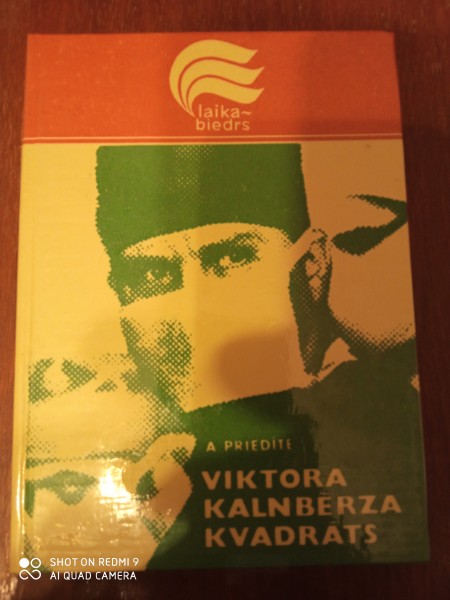 laika~
biedrs
A PRIEDĪTE
VIKTORA
KALNBĒRZA
KVADRĀTS
SHOT ON REDMI 9
AI QUAD CAMERA